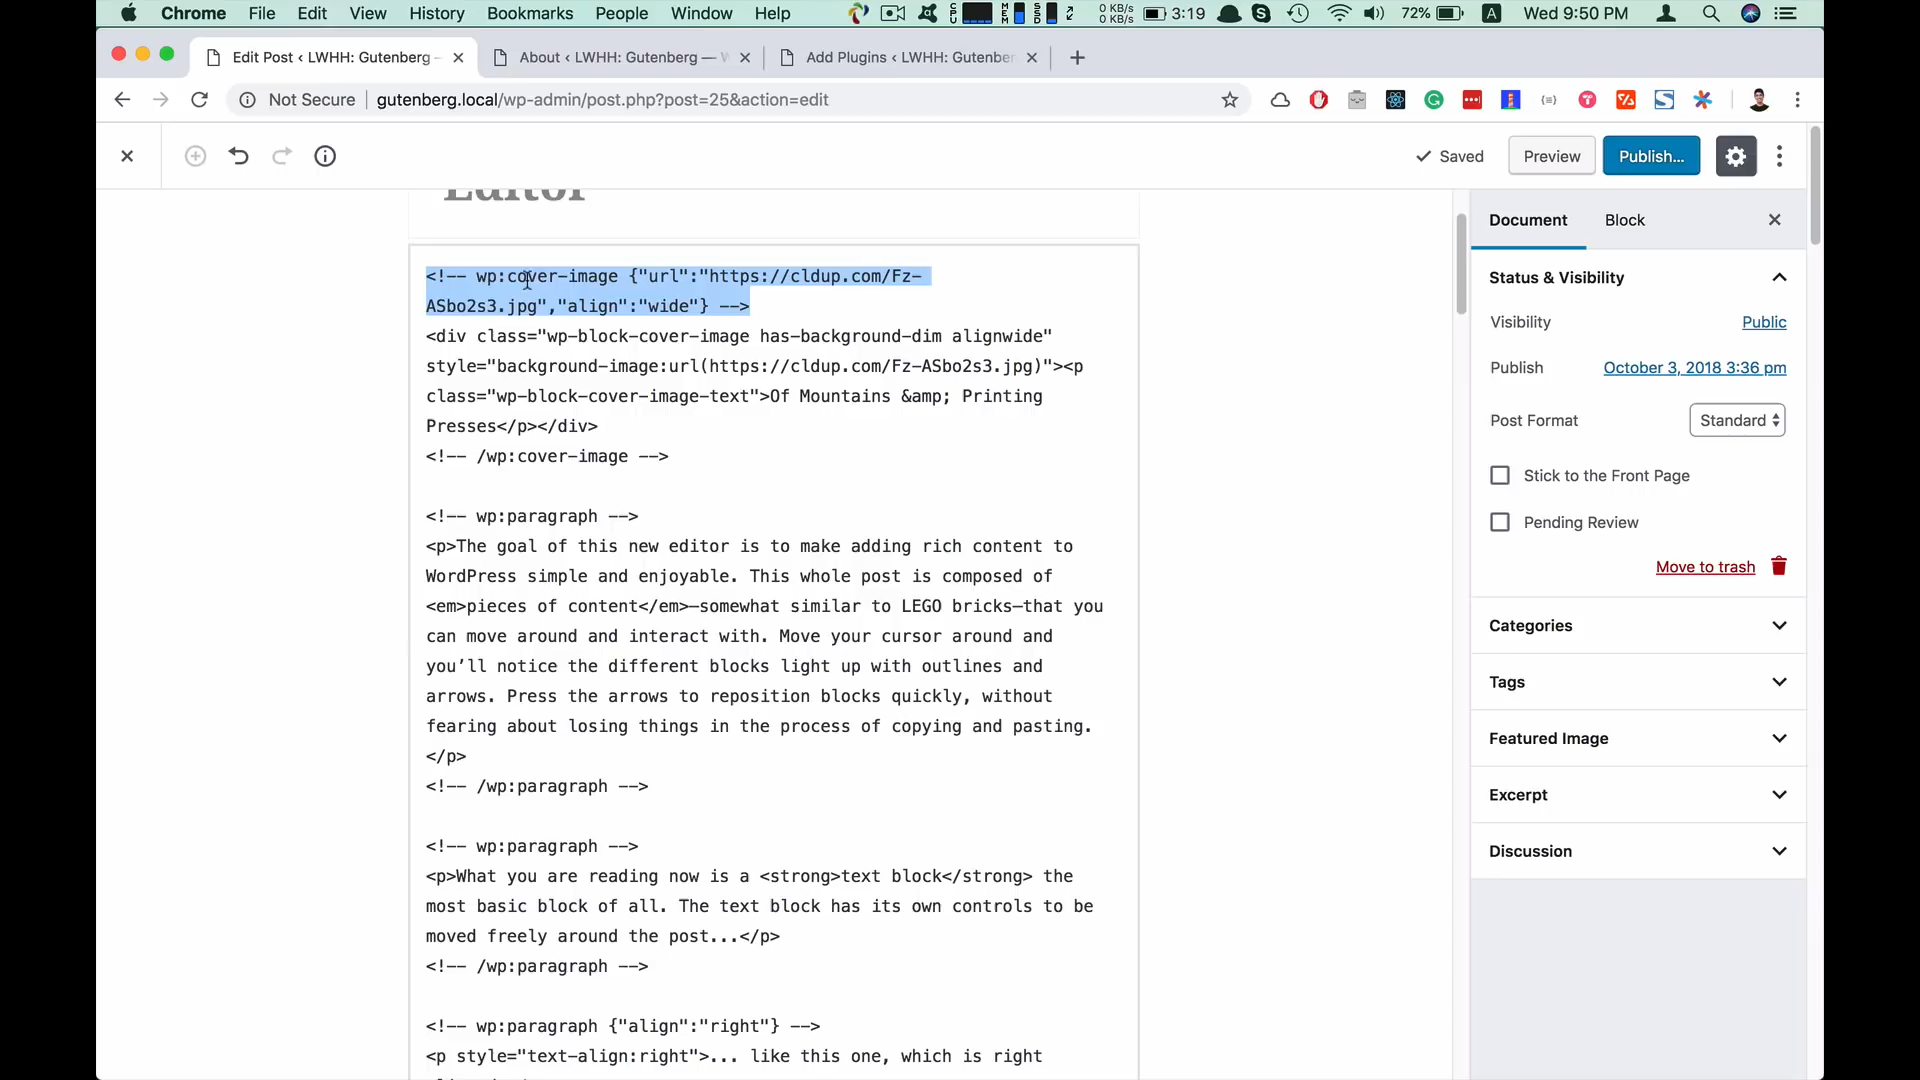 Chrome File Edit View History Bookmarks People Window Help 0 KB/s 0 KB/s 3:19 72% A Wed 9:50 PM
Edit Post ‹ LWHH: Gutenberg –
About ‹ LWHH: Gutenberg — W
Add Plugins ‹ LWHH: Gutenber
Not Secure | gutenberg.local/wp-admin/post.php?post=25&action=edit
Saved
Preview
Publish...
Editor
<!-- wp:cover-image {"url":"https://cldup.com/Fz-
ASbo2s3.jpg","align":"wide"} -->
<div class="wp-block-cover-image has-background-dim alignwide"
style="background-image:url(https://cldup.com/Fz-ASbo2s3.jpg)"><p
class="wp-block-cover-image-text">Of Mountains &amp; Printing
Presses</p></div>
<!-- /wp:cover-image -->
<!-- wp:paragraph -->
<p>The goal of this new editor is to make adding rich content to
WordPress simple and enjoyable. This whole post is composed of
<em>pieces of content</em>—somewhat similar to LEGO bricks—that you
can move around and interact with. Move your cursor around and
you’ll notice the different blocks light up with outlines and
arrows. Press the arrows to reposition blocks quickly, without
fearing about losing things in the process of copying and pasting.
</p>
<!-- /wp:paragraph -->
<!-- wp:paragraph -->
<p>What you are reading now is a <strong>text block</strong> the
most basic block of all. The text block has its own controls to be
moved freely around the post...</p>
<!-- /wp:paragraph -->
<!-- wp:paragraph {"align":"right"} -->
<p style="text-align:right">... like this one, which is right
Document
Block
Status & Visibility
Visibility
Public
Publish
October 3, 2018 3:36 pm
Post Format
Standard
Stick to the Front Page
Pending Review
Move to trash
Categories
Tags
Featured Image
Excerpt
Discussion